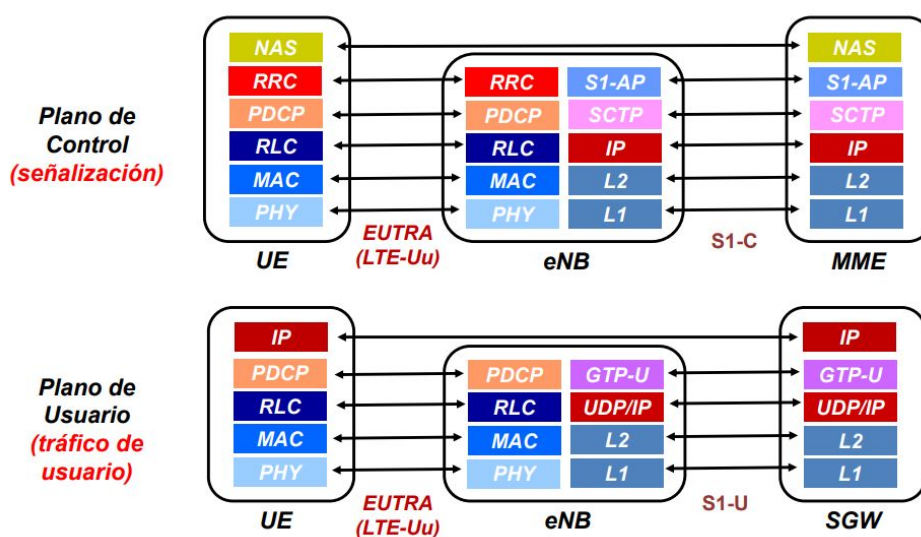 NAS NAS
RRC RRC S1-AP S1-AP
PDCP PDCP SCTP SCTP
Plano de
Control
(señalización)
RLC RLC IP IP
MAC MAC L2 L2
PHY PHY L1 L1
EUTRA
(LTE-Uu)
S1-C
UE eNB MME
IP IP
PDCP PDCP GTP-U GTP-U
Plano de
Usuario
(tráfico de
usuario)
RLC RLC UDP/IP UDP/IP
MAC MAC L2 L2
PHY PHY L1 L1
EUTRA
(LTE-Uu)
S1-U
UE eNB SGW